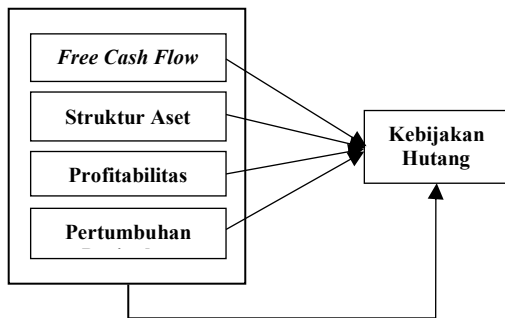 Free Cash Flow
Struktur Aset
Profitabilitas
Pertumbuhan
Kebijakan
Hutang